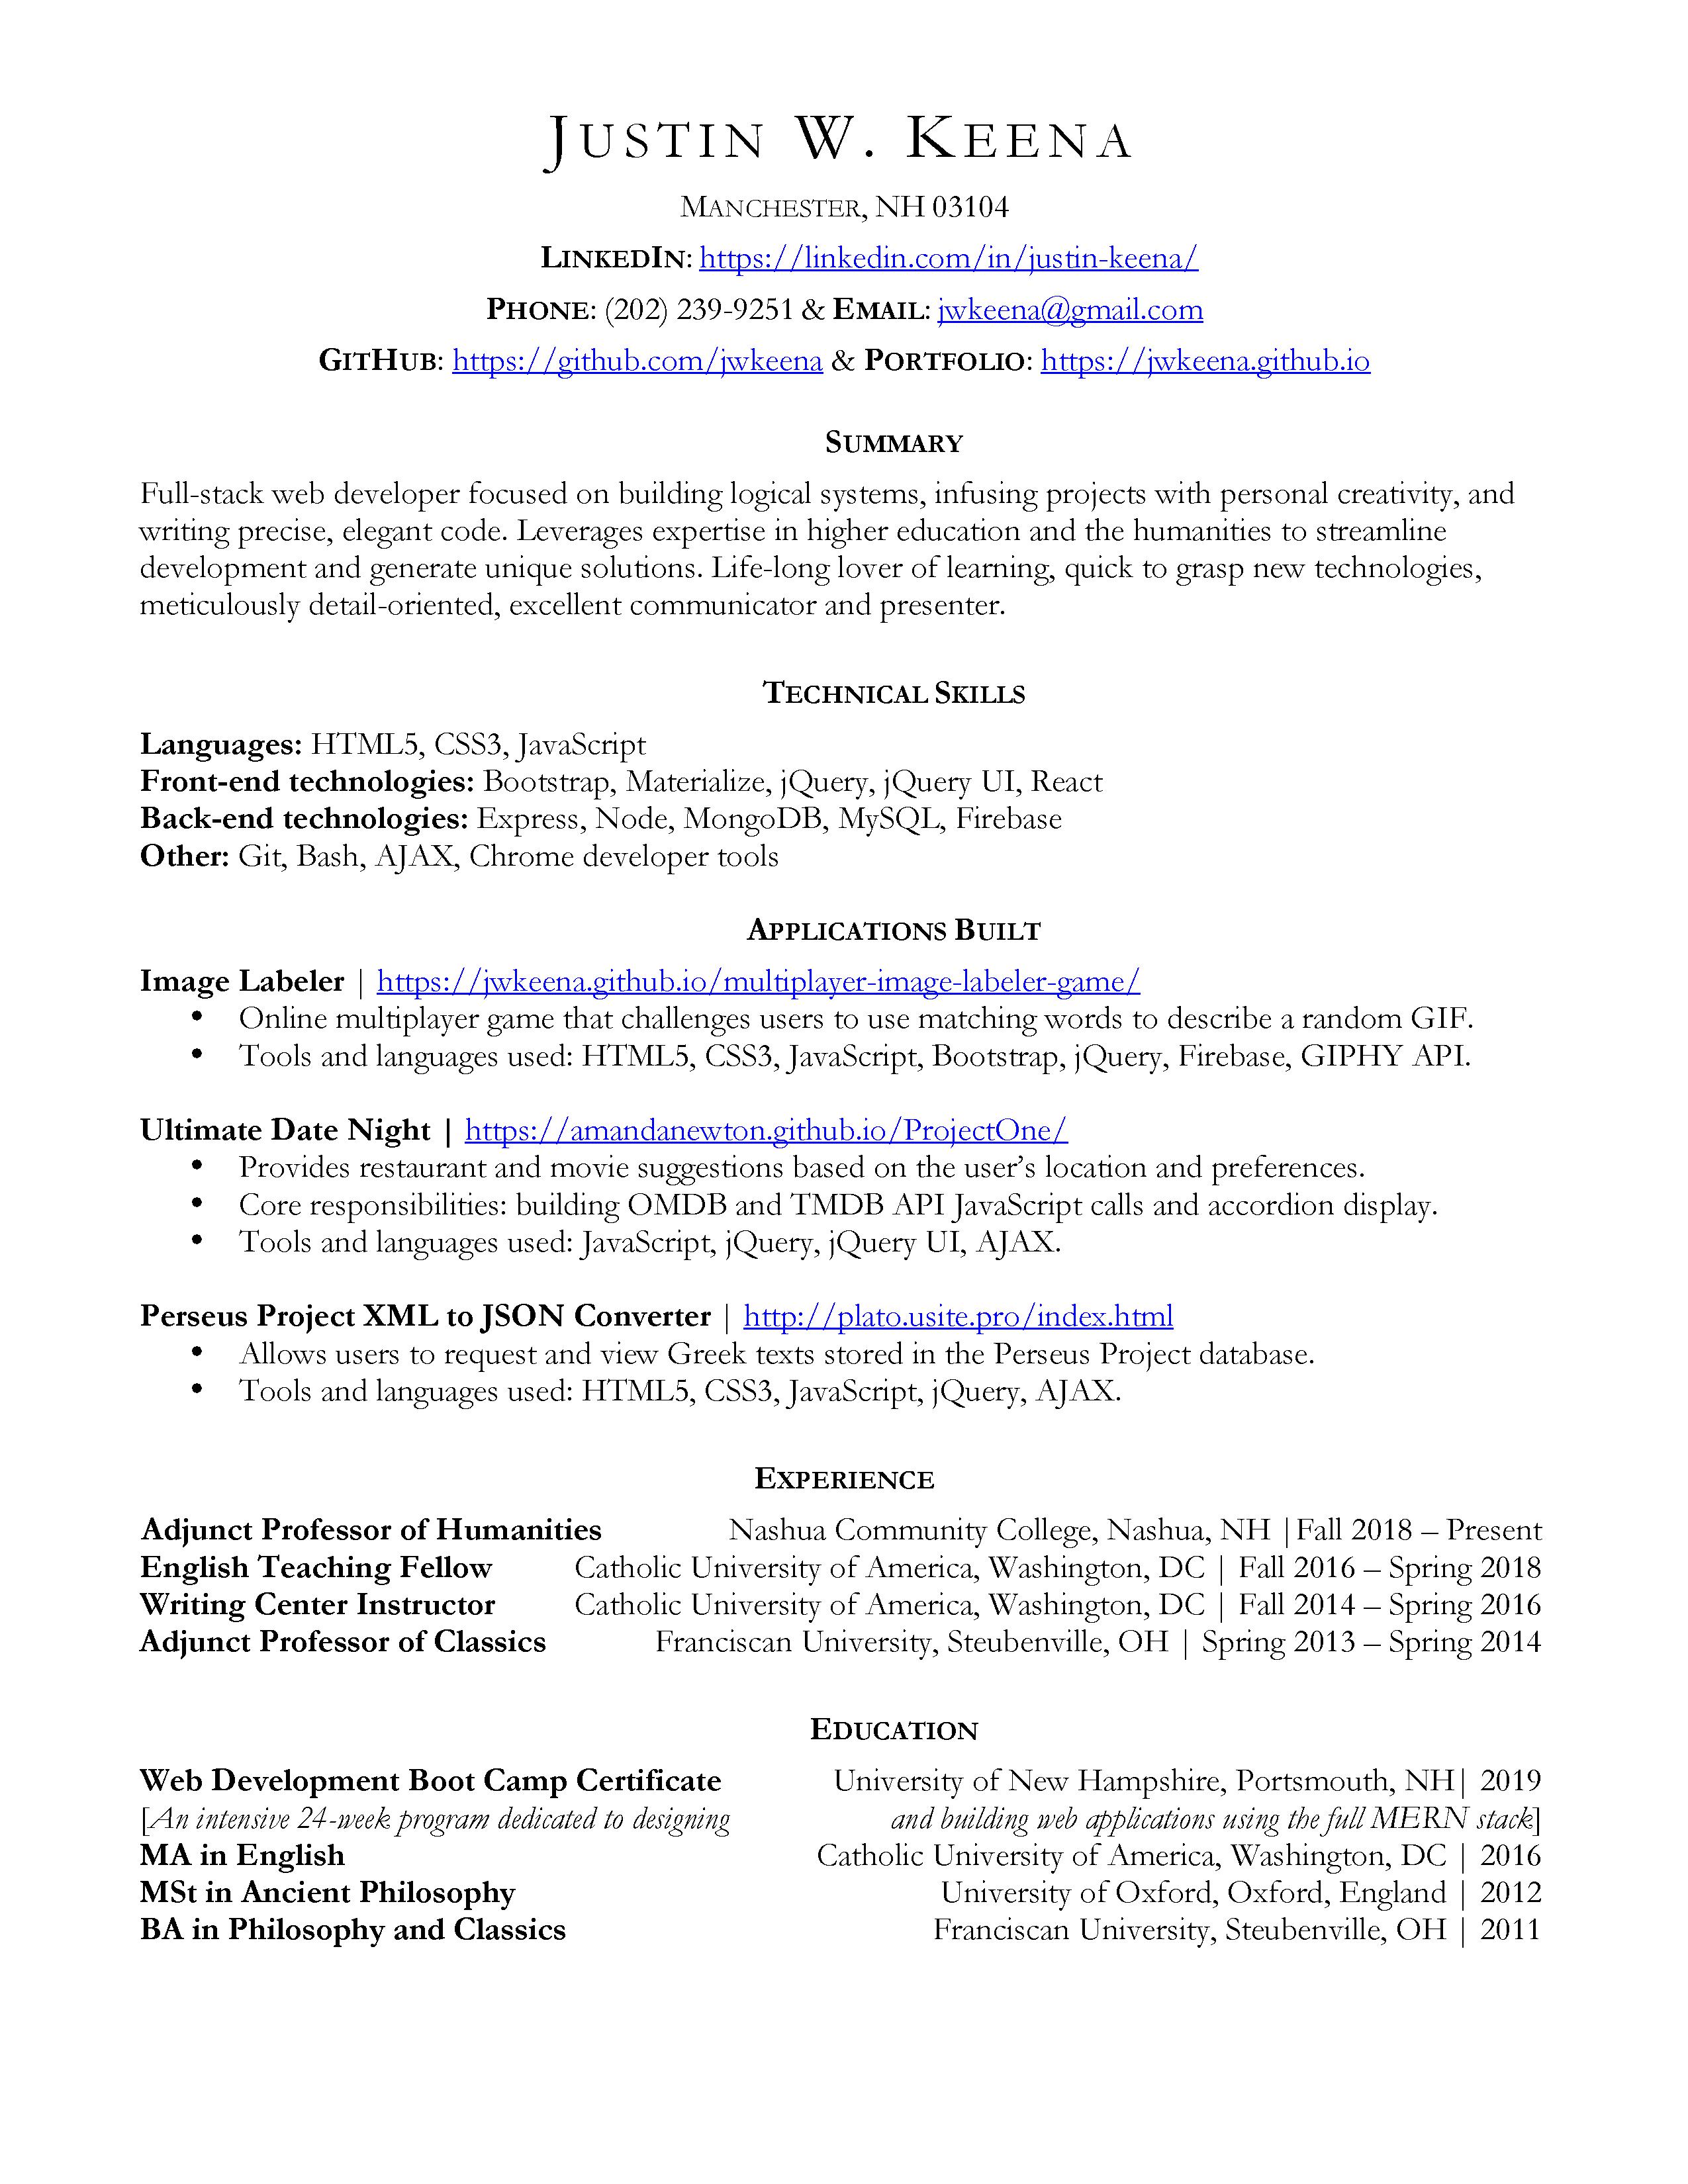 JUSTIN W. KEENA
MANCHESTER, NH 03104
LINKEDIN: https://linkedin.com/in/justin-keena/
PHONE: (202) 239-9251 & EMAIL: jwkeena@gmail.com
GITHUB: https://github.com/jwkeena & PORTFOLIO: https://jwkeena.github.io
SUMMARY
Full-stack web developer focused on building logical systems, infusing projects with personal creativity, and
writing precise, elegant code. Leverages expertise in higher education and the humanities to streamline
development and generate unique solutions. Life-long lover of learning, quick to grasp new technologies,
meticulously detail-oriented, excellent communicator and presenter.
TECHNICAL SKILLS
Languages: HTML5, CSS3, JavaScript
Front-end technologies: Bootstrap, Materialize, jQuery, jQuery UI, React
Back-end technologies: Express, Node, MongoDB, MySQL, Firebase
Other: Git, Bash, AJAX, Chrome developer tools
APPLICATIONS BUILT
Image Labeler | https://jwkeena.github.io/multiplayer-image-labeler-game/
• Online multiplayer game that challenges users to use matching words to describe a random GIF.
• Tools and languages used: HTML5, CSS3, JavaScript, Bootstrap, jQuery, Firebase, GIPHY API.
Ultimate Date Night | https://amandanewton.github.io/ProjectOne/
• Provides restaurant and movie suggestions based on the user’s location and preferences.
• Core responsibilities: building OMDB and TMDB API JavaScript calls and accordion display.
• Tools and languages used: JavaScript, jQuery, jQuery UI, AJAX.
Perseus Project XML to JSON Converter | http://plato.usite.pro/index.html
• Allows users to request and view Greek texts stored in the Perseus Project database.
• Tools and languages used: HTML5, CSS3, JavaScript, jQuery, AJAX.
EXPERIENCE
Adjunct Professor of Humanities Nashua Community College, Nashua, NH |Fall 2018 – Present
English Teaching Fellow Catholic University of America, Washington, DC | Fall 2016 – Spring 2018
Writing Center Instructor Catholic University of America, Washington, DC | Fall 2014 – Spring 2016
Adjunct Professor of Classics Franciscan University, Steubenville, OH | Spring 2013 – Spring 2014
EDUCATION
Web Development Boot Camp Certificate University of New Hampshire, Portsmouth, NH| 2019
[An intensive 24-week program dedicated to designing and building web applications using the full MERN stack]
MA in English Catholic University of America, Washington, DC | 2016
MSt in Ancient Philosophy University of Oxford, Oxford, England | 2012
BA in Philosophy and Classics Franciscan University, Steubenville, OH | 2011